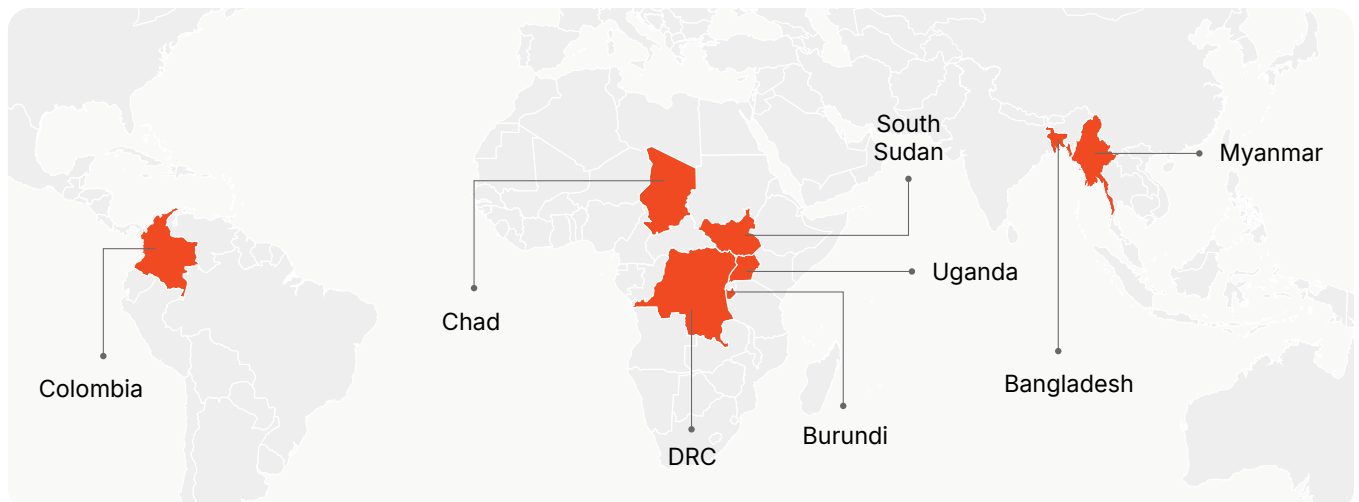 South
Sudan
Myanmar
Uganda
Chad
Colombia
Bangladesh
Burundi
DRC